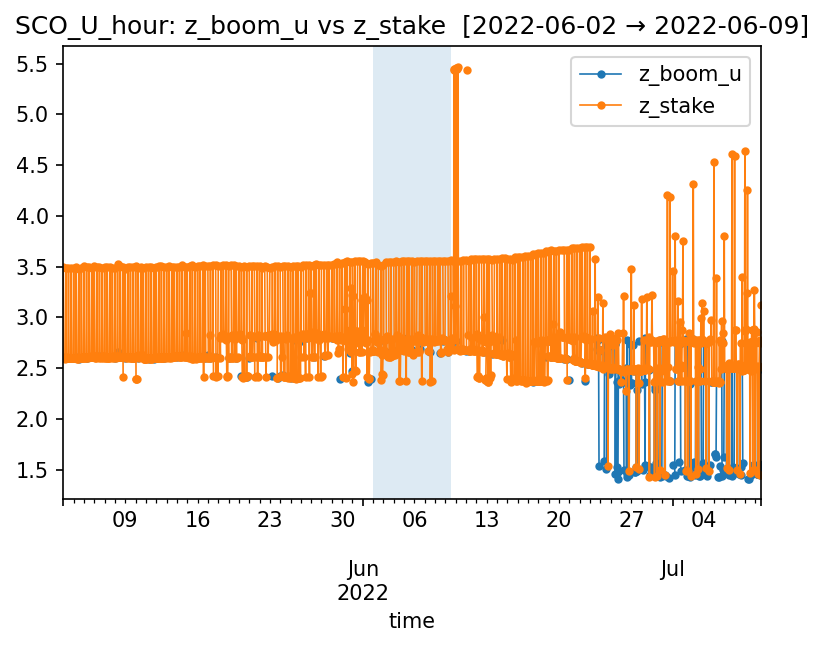 SCO_U_hour: z_boom_u vs z_stake [2022-06-02 → 2022-06-09]
z_boom_u
z_stake
5.5
5.0
4.5
4.0
3.5
3.0
2.5
2.0
1.5
09 16 23 30 06 13 20 27 04
Jun Jul
2022
time